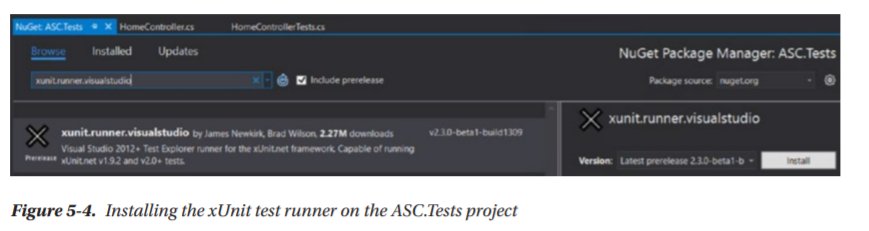 NuGet: ASC.Tests HomeController.cs HomeControllerTests.cs
Browse Installed Updates
NuGet Package Manager: ASC.Tests
xunit.runner.visualstudio
Include prerelease
Package source: nuget.org
xunit.runner.visualstudio by James Newkirk, Brad Wilson, 2.27M downloads v2.3.0-beta1-build1309
Prerelease
Visual Studio 2012+ Test Explorer runner for the xUnit.net framework. Capable of running
xUnit.net v1.9.2 and v2.0+ tests.
xunit.runner.visualstudio
Version: Latest prerelease 2.3.0-beta1-b Install
Figure 5-4. Installing the xUnit test runner on the ASC.Tests project